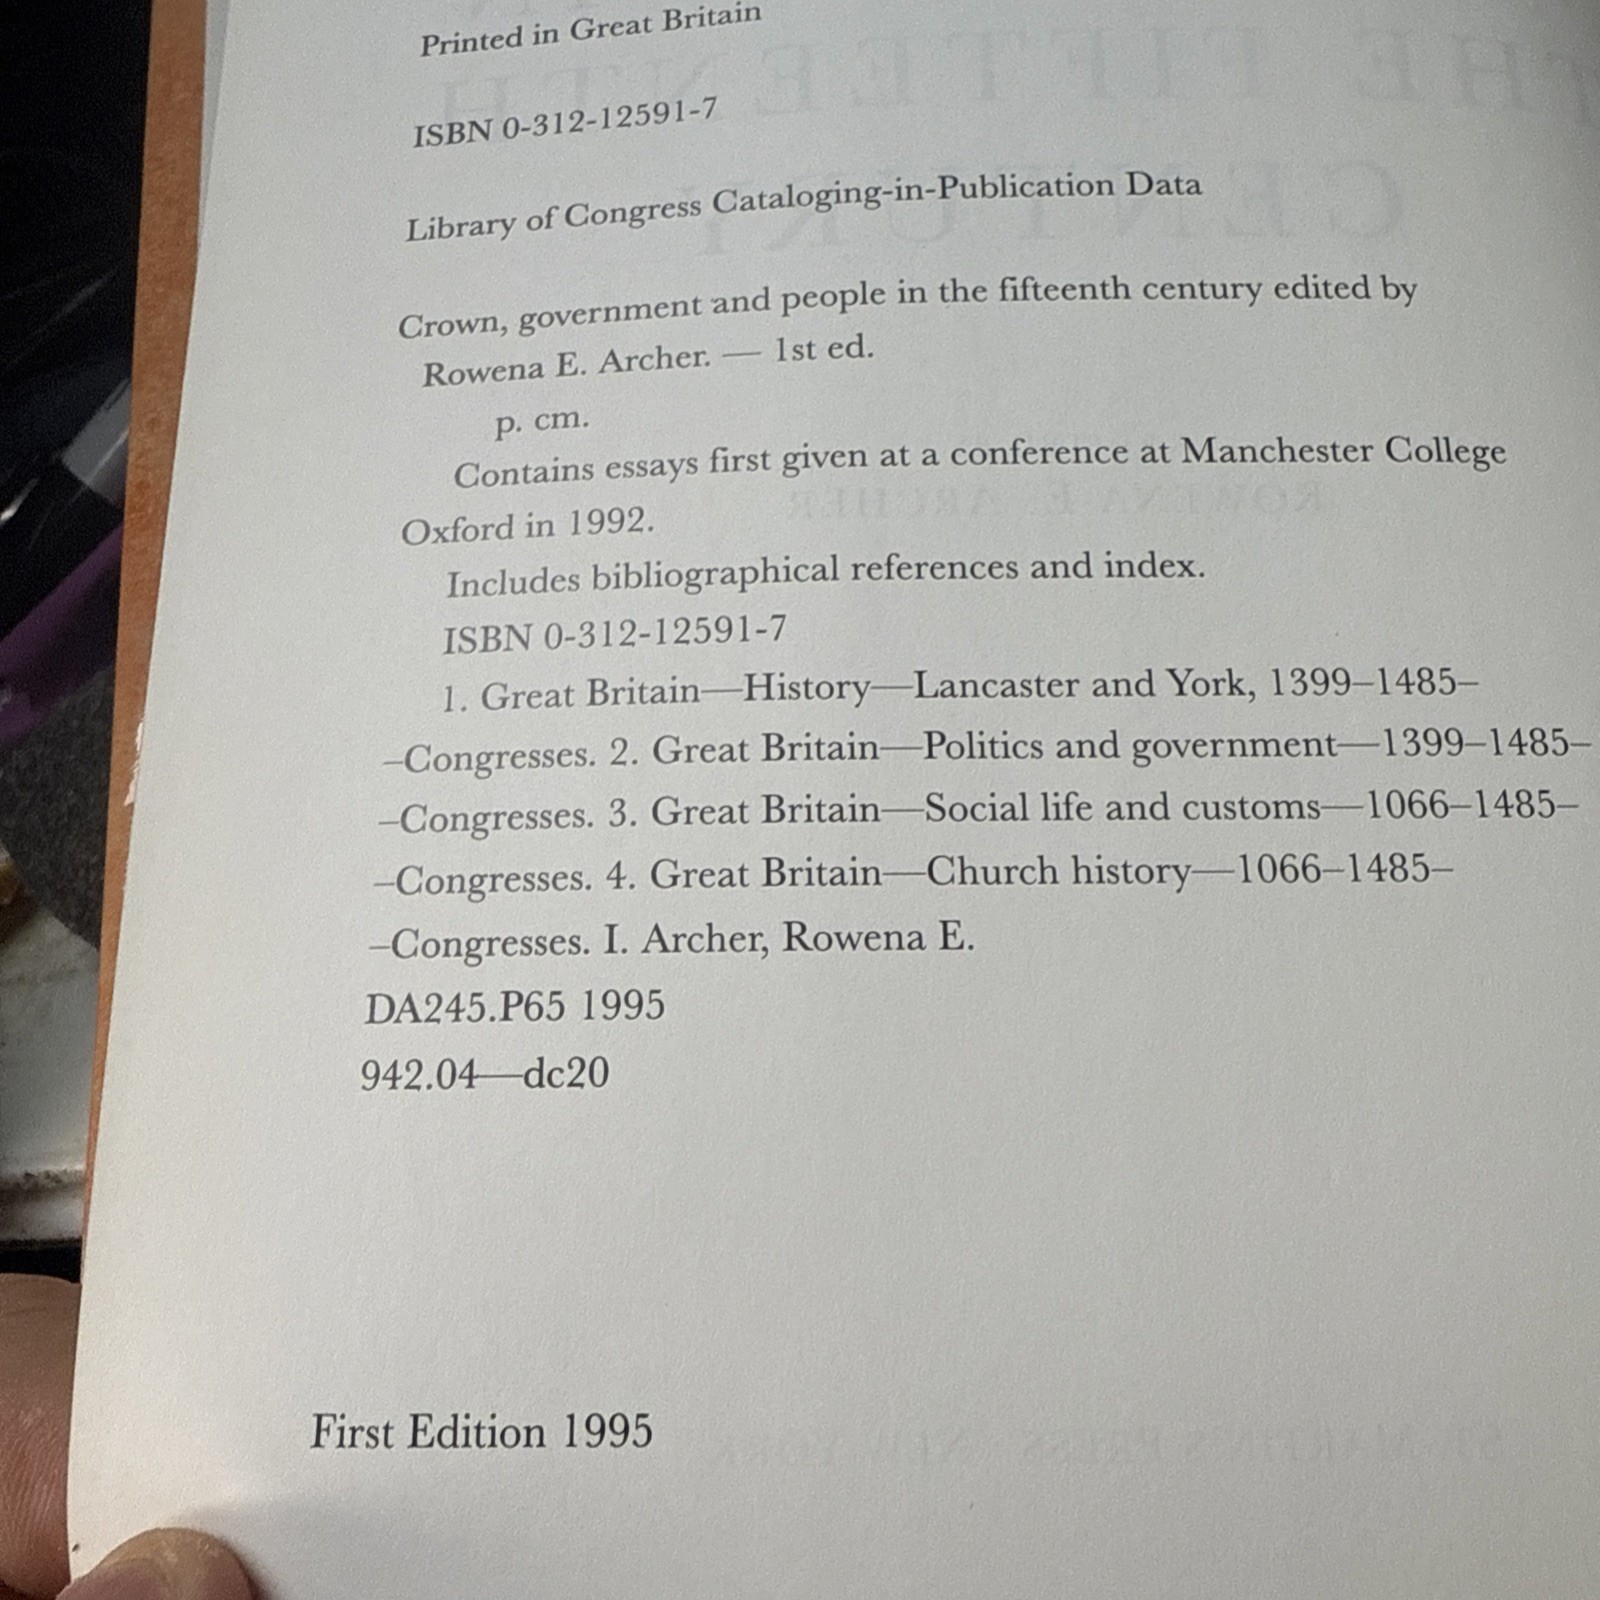 Printed in Great Britain
ISBN 0-312-12591-7
Library of Congress Cataloging-in-Publication Data
Crown, government and people in the fifteenth century edited by
Rowena E. Archer. — 1st ed.
p. cm.
Contains essays first given at a conference at Manchester College
Oxford in 1992.
Includes bibliographical references and index.
ISBN 0-312-12591-7
1. Great Britain—History—Lancaster and York, 1399–1485–
–Congresses. 2. Great Britain—Politics and government—1399–1485–
–Congresses. 3. Great Britain—Social life and customs—1066–1485–
–Congresses. 4. Great Britain—Church history—1066–1485–
–Congresses. I. Archer, Rowena E.
DA245.P65 1995
942.04—dc20
First Edition 1995